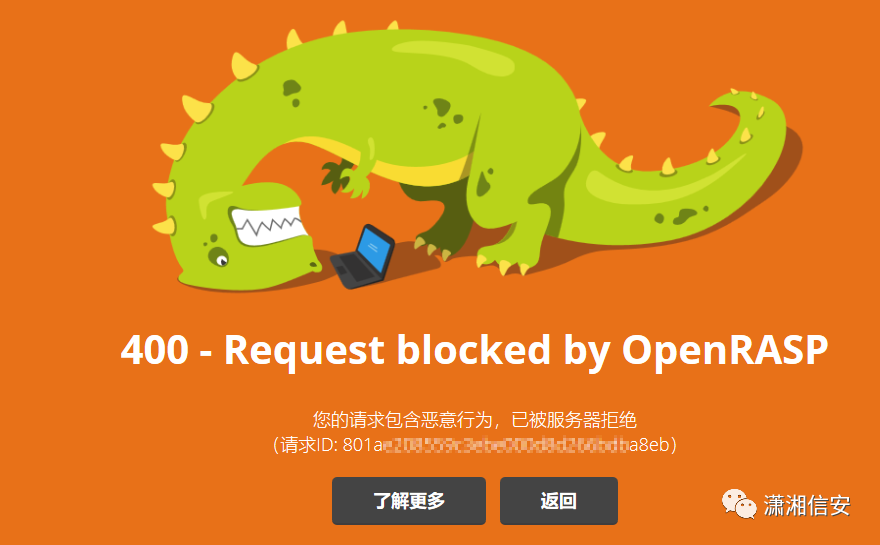 400 - Request blocked by OpenRASP
您的请求包含恶意行为，已被服务器拒绝
（请求ID: 801a a8eb）
了解更多
返回
潇湘信安